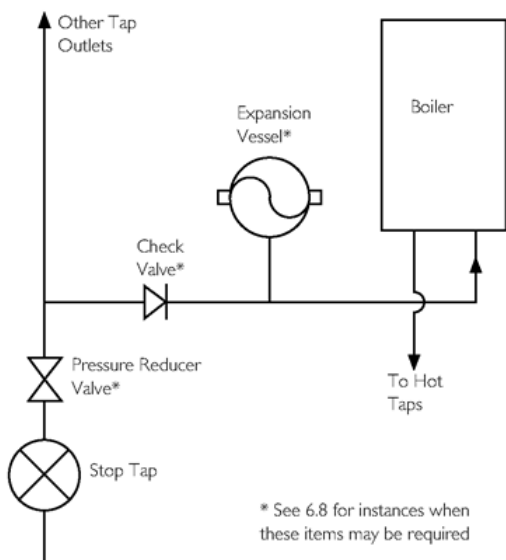 Other Tap
Outlets
Boiler
Expansion
Vessel*
Check
Valve*
Pressure Reducer
Valve*
To Hot
Taps
Stop Tap
* See 6.8 for instances when
these items may be required